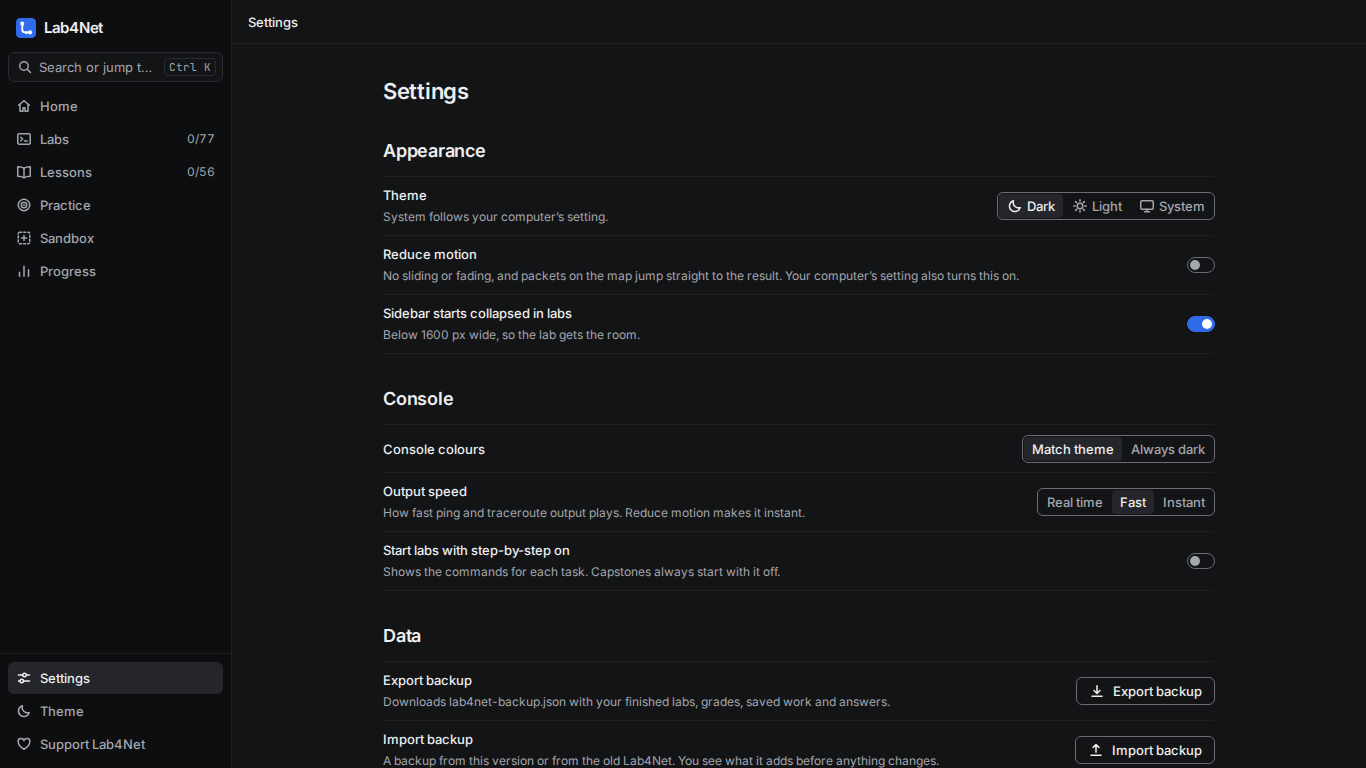 Lab4Net
Search or jump t... Ctrl K
Home
Labs 0/77
Lessons 0/56
Practice
Sandbox
Progress
Settings
Theme
Support Lab4Net
Settings
Settings
Appearance
Theme
System follows your computer’s setting.
Dark Light System
Reduce motion
No sliding or fading, and packets on the map jump straight to the result. Your computer’s setting also turns this on.
Sidebar starts collapsed in labs
Below 1600 px wide, so the lab gets the room.
Console
Console colours
Match theme Always dark
Output speed
How fast ping and traceroute output plays. Reduce motion makes it instant.
Real time Fast Instant
Start labs with step-by-step on
Shows the commands for each task. Capstones always start with it off.
Data
Export backup
Downloads lab4net-backup.json with your finished labs, grades, saved work and answers.
Export backup
Import backup
A backup from this version or from the old Lab4Net. You see what it adds before anything changes.
Import backup